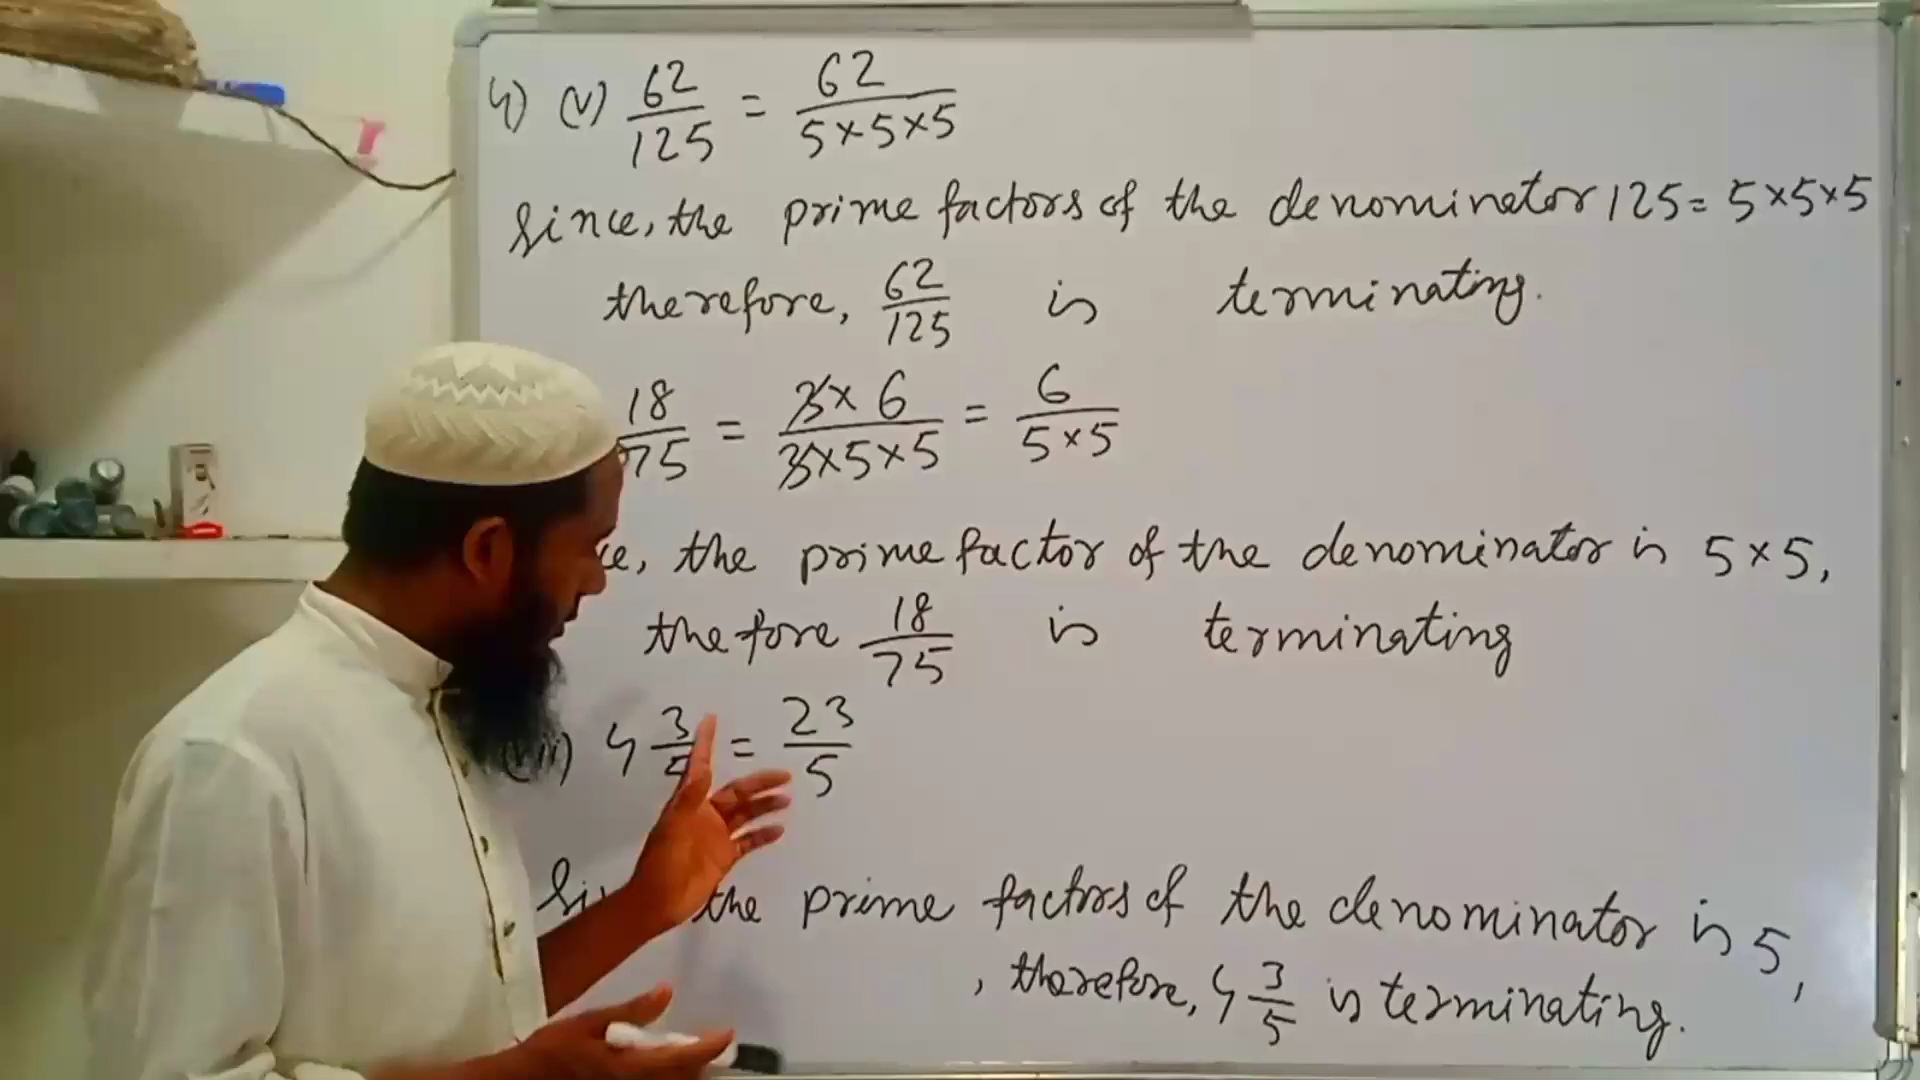 4) (v) 62/125 = 62/5×5×5
Since, the prime factors of the denominator 125 = 5×5×5
therefore, 62/125 is terminating.
18/75 = 3×6/3×5×5 = 6/5×5
ce, the prime factor of the denominator is 5×5,
thefore 18/75 is terminating
4 3/5 = 23/5
the prime factors of the denominator is 5,
, therefore, 4 3/5 is terminating.